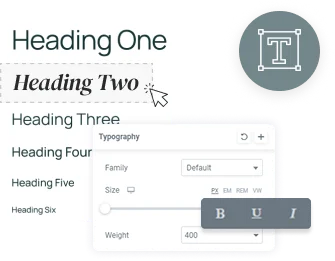 Heading One
T
Heading Two
Heading Three
Typography
Heading Four
Family Default
Heading Five
Size PX EM REM VW
Heading Six
B U I
Weight 400